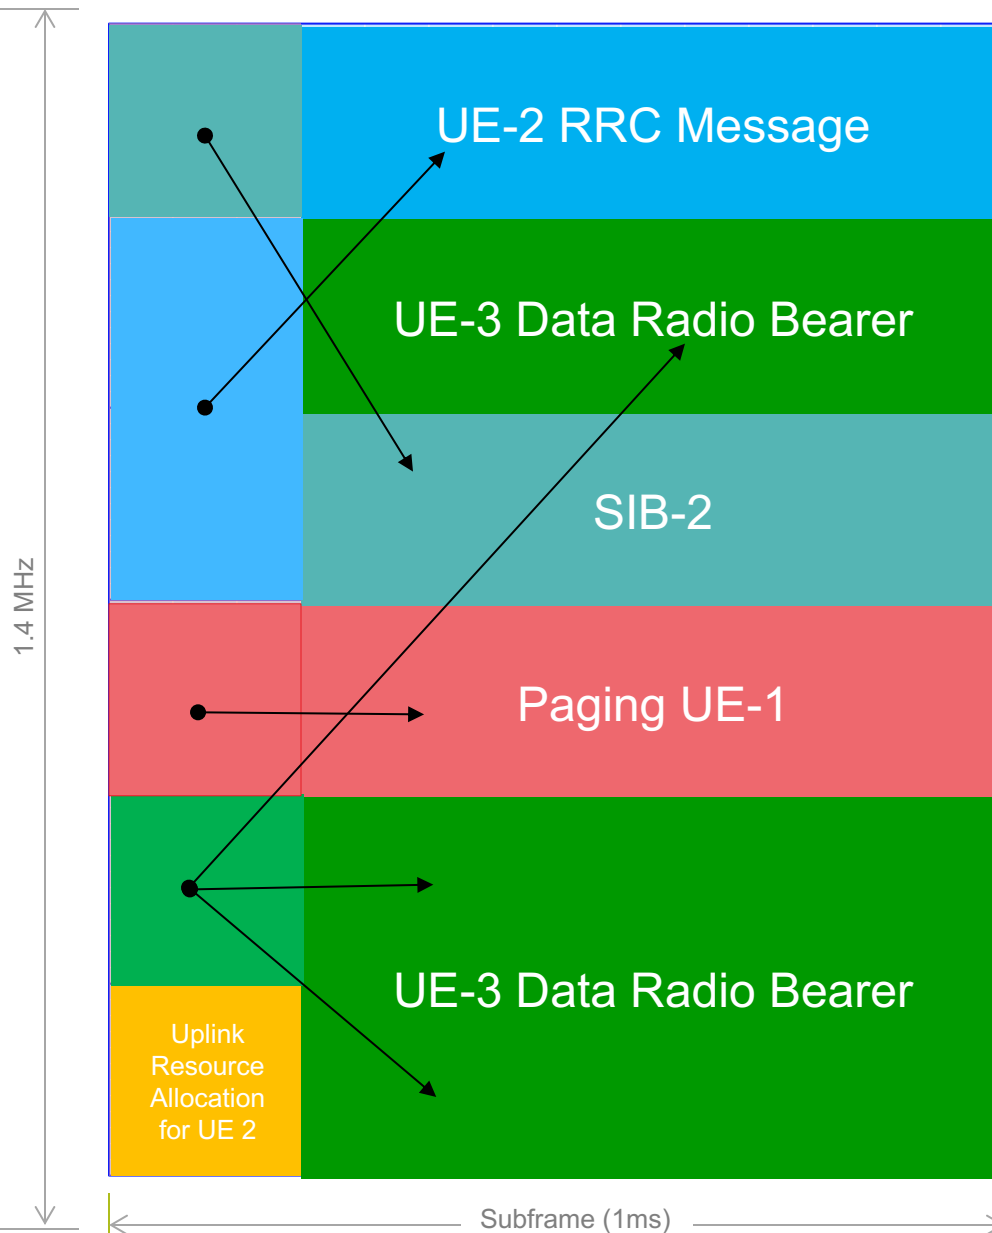 UE-2 RRC Message
UE-3 Data Radio Bearer
SIB-2
1.4 MHz
Paging UE-1
UE-3 Data Radio Bearer
Uplink
Resource
Allocation
for UE 2
Subframe (1ms)